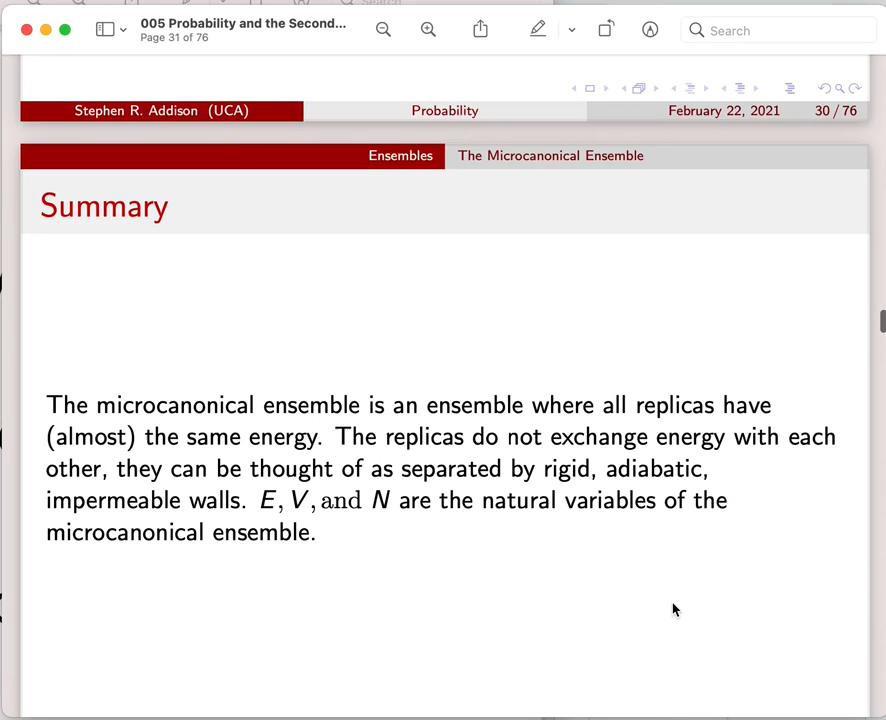 Search
005 Probability and the Second...
Page 31 of 76
Search
Stephen R. Addison (UCA) Probability February 22, 2021 30 / 76
Ensembles The Microcanonical Ensemble
Summary
The microcanonical ensemble is an ensemble where all replicas have
(almost) the same energy. The replicas do not exchange energy with each
other, they can be thought of as separated by rigid, adiabatic,
impermeable walls. E, V, and N are the natural variables of the
microcanonical ensemble.